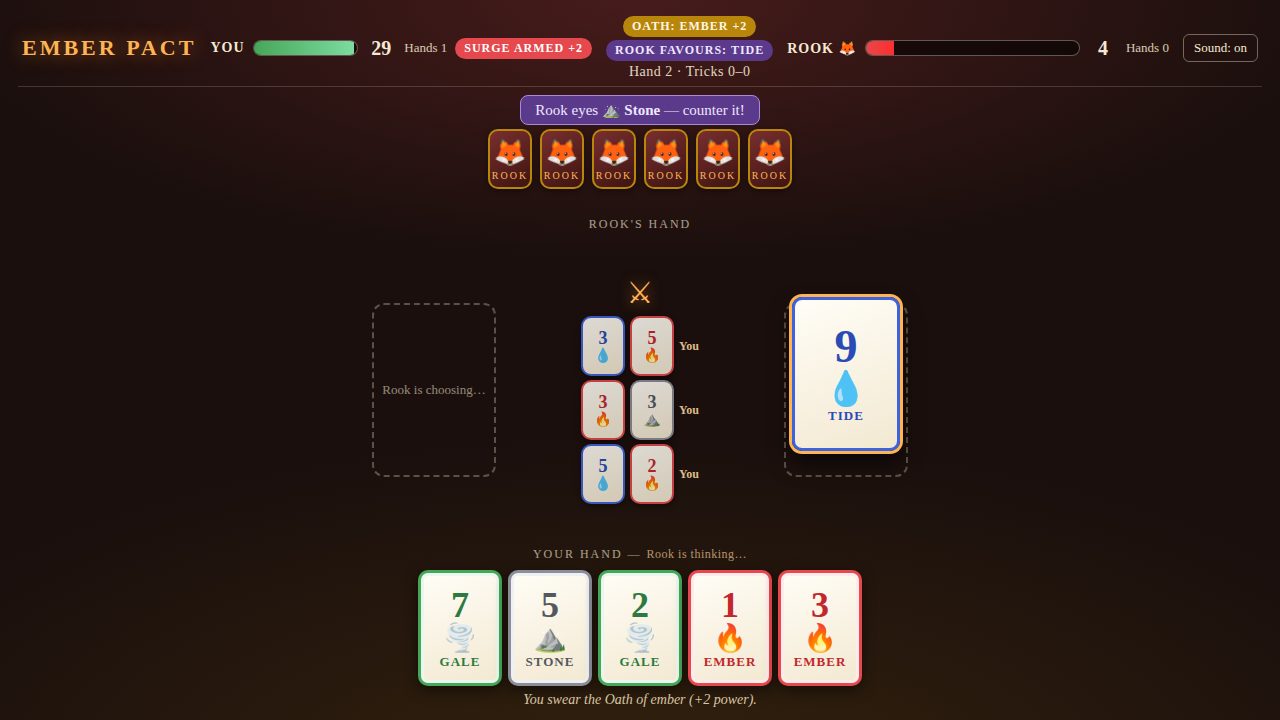 EMBER PACT
YOU 29 Hands 1 SURGE ARMED +2
OATH: EMBER +2
ROOK FAVOURS: TIDE
Hand 2 · Tricks 0–0
ROOK 🦊 4 Hands 0 Sound: on
Rook eyes ⛰️ Stone — counter it!
ROOK ROOK ROOK ROOK ROOK ROOK
ROOK'S HAND
⚔
3 5 You
Rook is choosing…
3 3 You
5 2 You
9
TIDE
YOUR HAND — Rook is thinking…
7 5 2 1 3
GALE STONE GALE EMBER EMBER
You swear the Oath of ember (+2 power).